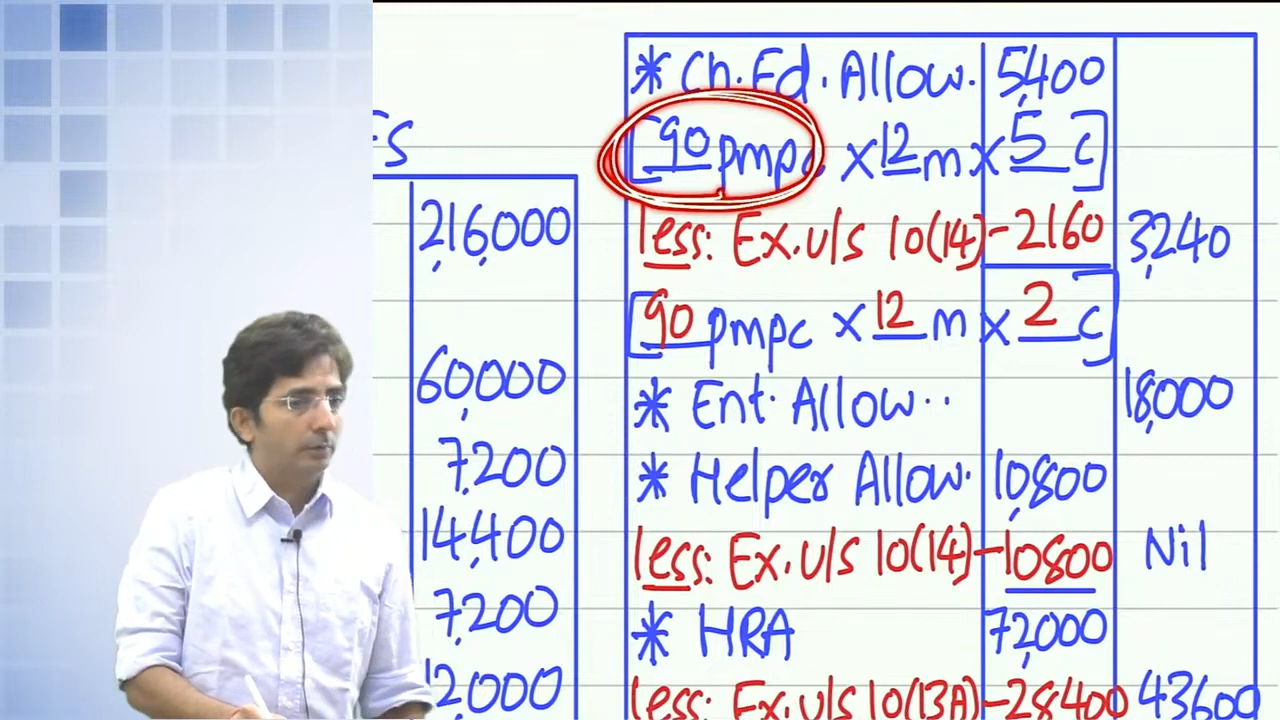 FS
216,000
60,000
7,200
14,400
7,200
12,000
* Ch. Ed. Allow. 5,400
[90 pmpc x 12 m x 5 C]
less: Ex. u/s 10(14) -2160 3,240
[90 pmpc x 12 m x 2 C]
* Ent. Allow.. 18,000
* Helper Allow. 10,800
less: Ex. u/s 10(14) -10800 Nil
* HRA 72,000
less: Ex. u/s 10(13A) -28400 43600